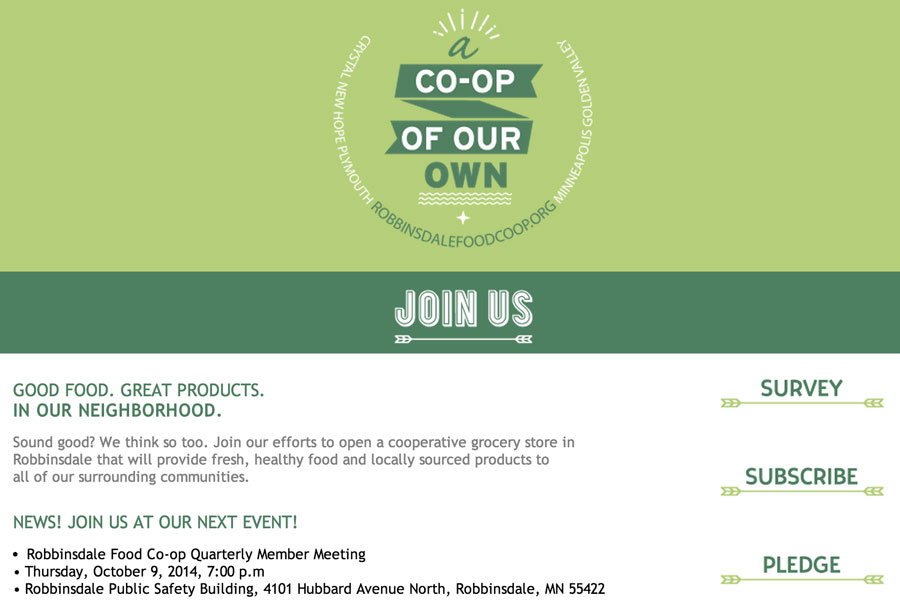 a
CO-OP
OF OUR
OWN
CRYSTAL NEW HOPE PLYMOUTH
ROBBINSDALEFOODCOOP.ORG
MINNEAPOLIS GOLDEN VALLEY
JOIN US
GOOD FOOD. GREAT PRODUCTS.
IN OUR NEIGHBORHOOD.
Sound good? We think so too. Join our efforts to open a cooperative grocery store in
Robbinsdale that will provide fresh, healthy food and locally sourced products to
all of our surrounding communities.
NEWS! JOIN US AT OUR NEXT EVENT!
• Robbinsdale Food Co-op Quarterly Member Meeting
• Thursday, October 9, 2014, 7:00 p.m
• Robbinsdale Public Safety Building, 4101 Hubbard Avenue North, Robbinsdale, MN 55422
SURVEY
SUBSCRIBE
PLEDGE